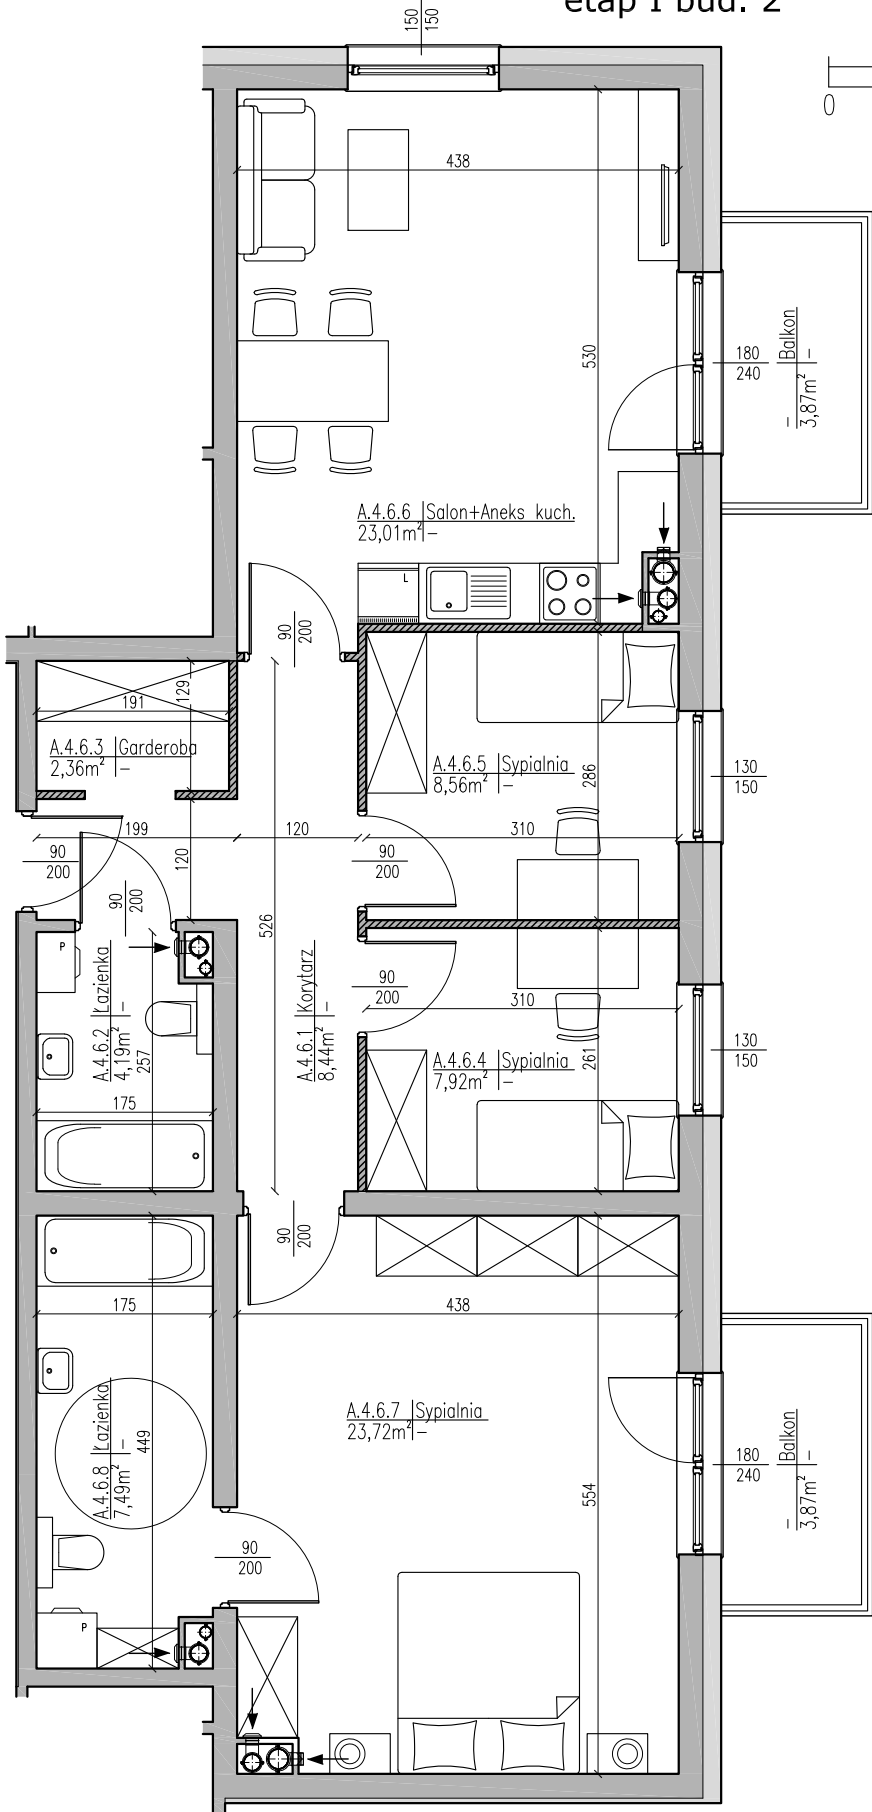 etap I bud. 2
150
150
0
438
530
180
240
Balkon –
– 3,87m²
A.4.6.6 Salon+Aneks kuch.
23,01m² –
L
90
200
129
191
A.4.6.3 Garderoba
2,36m² –
A.4.6.5 Sypialnia
8,56m² –
286
130
150
199
120
310
90
200
90
200
120
90
200
526
P
A.4.6.2 Łazienka
4,19m² –
257
A.4.6.1 Korytarz
8,44m² –
90
200
310
130
150
A.4.6.4 Sypialnia
7,92m² –
261
175
90
200
175
438
A.4.6.7 Sypialnia
23,72m² –
A.4.6.8 Łazienka
7,49m² –
449
554
180
240
Balkon –
– 3,87m²
90
200
P